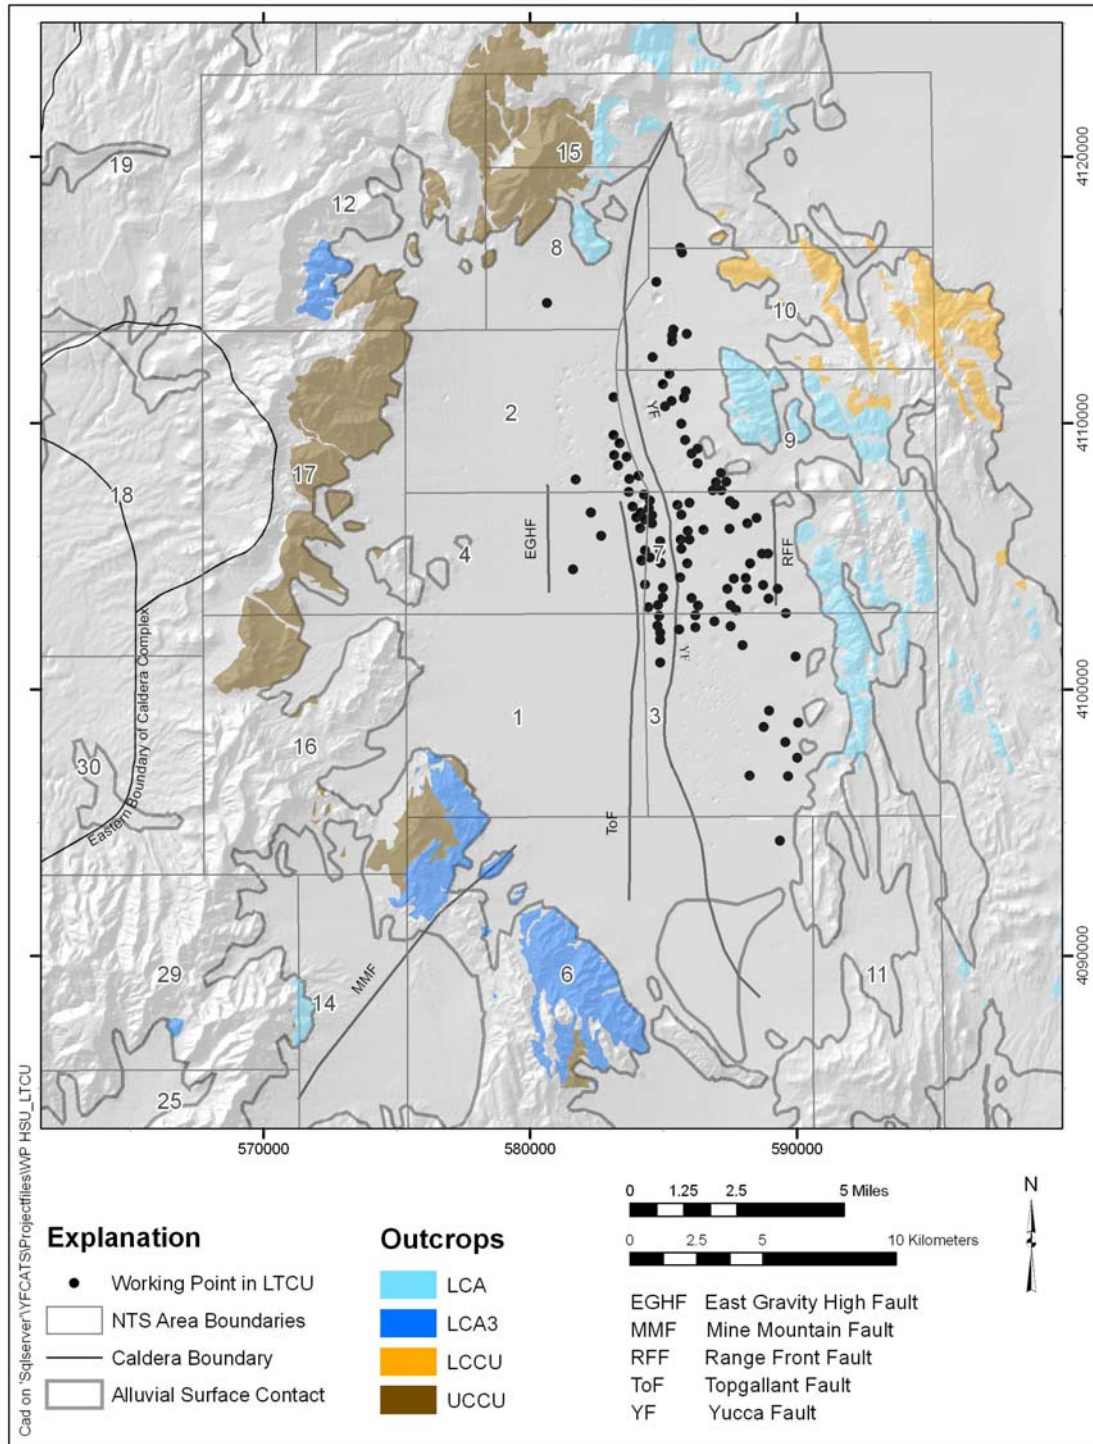 15
19
12
8
10
2
YF
9
17
18
4
EGHF
7
RFF
YF
1
3
16
30
Eastern Boundary of Caldera Complex
ToF
MMF
6
29
14
11
25
4120000
4110000
4100000
4090000
570000
580000
590000
Cad on 'Sqlserver'\YFCATS\Projectfiles\WP HSU_LTCU
Explanation
Working Point in LTCU
NTS Area Boundaries
Caldera Boundary
Alluvial Surface Contact
Outcrops
LCA
LCA3
LCCU
UCCU
0 1.25 2.5 5 Miles
0 2.5 5 10 Kilometers
N
EGHF East Gravity High Fault
MMF Mine Mountain Fault
RFF Range Front Fault
ToF Topgallant Fault
YF Yucca Fault